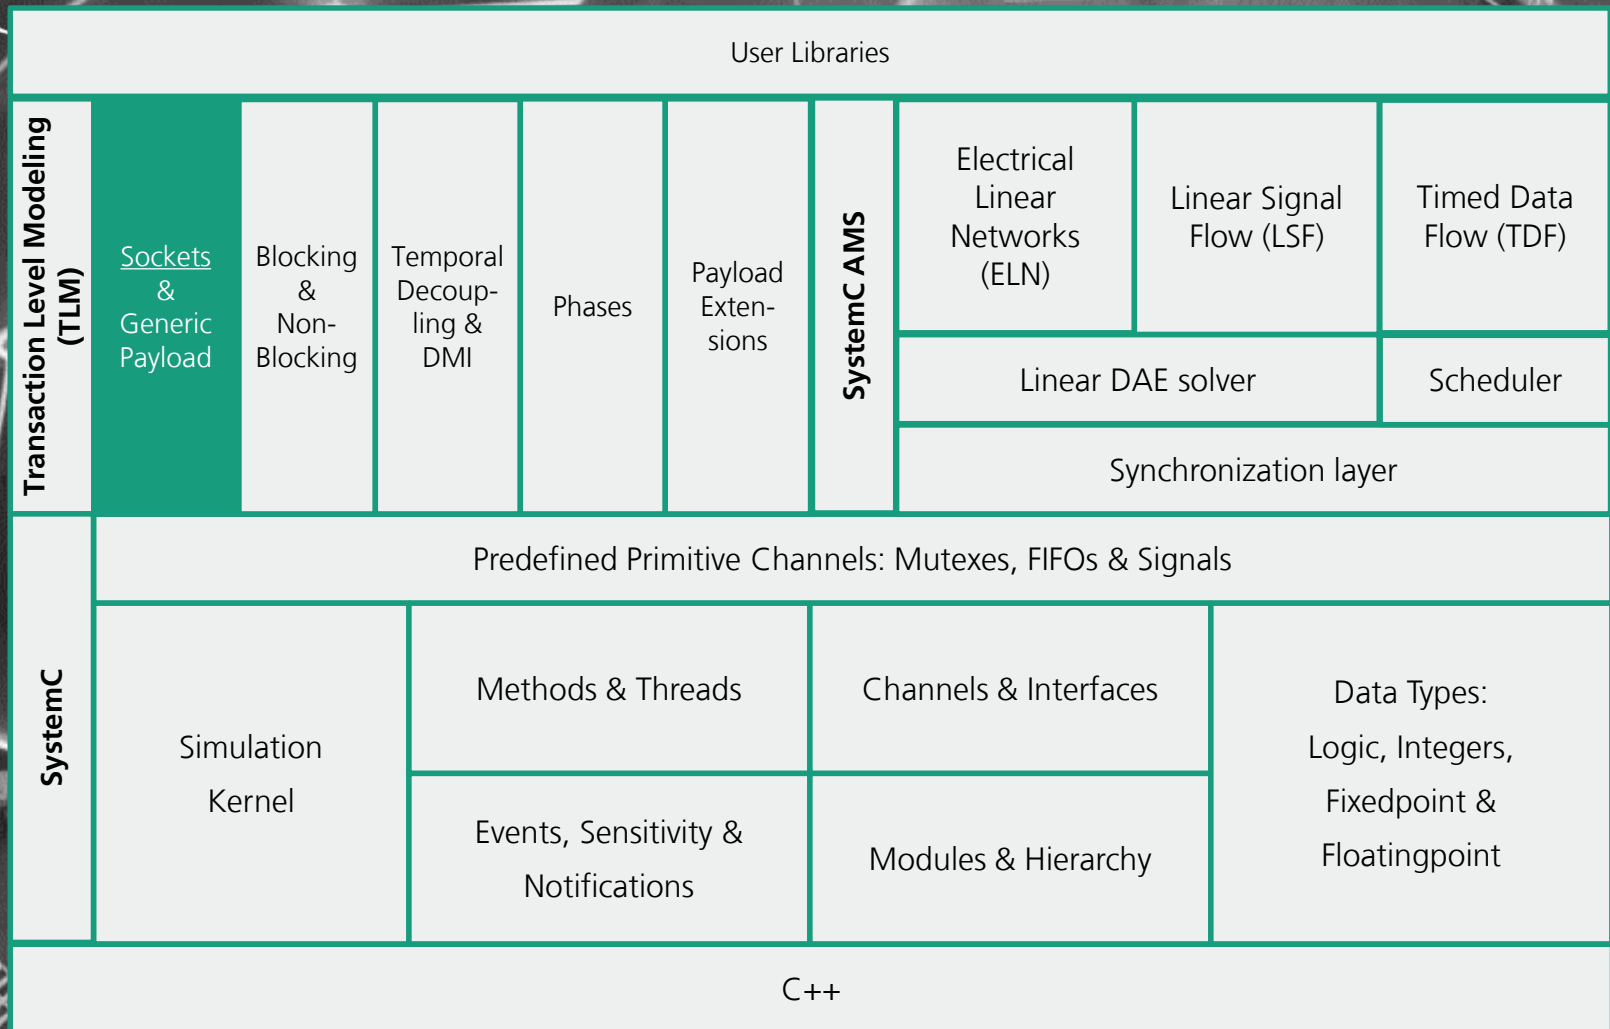 User Libraries
Transaction Level Modeling
(TLM)
Sockets
&
Generic
Payload
Blocking
&
Non-
Blocking
Temporal
Decoup-
ling &
DMI
Phases
Payload
Exten-
sions
SystemC AMS
Electrical
Linear
Networks
(ELN)
Linear Signal
Flow (LSF)
Timed Data
Flow (TDF)
Linear DAE solver
Scheduler
Synchronization layer
SystemC
Predefined Primitive Channels: Mutexes, FIFOs & Signals
Simulation
Kernel
Methods & Threads
Channels & Interfaces
Events, Sensitivity &
Notifications
Modules & Hierarchy
Data Types:
Logic, Integers,
Fixedpoint &
Floatingpoint
C++